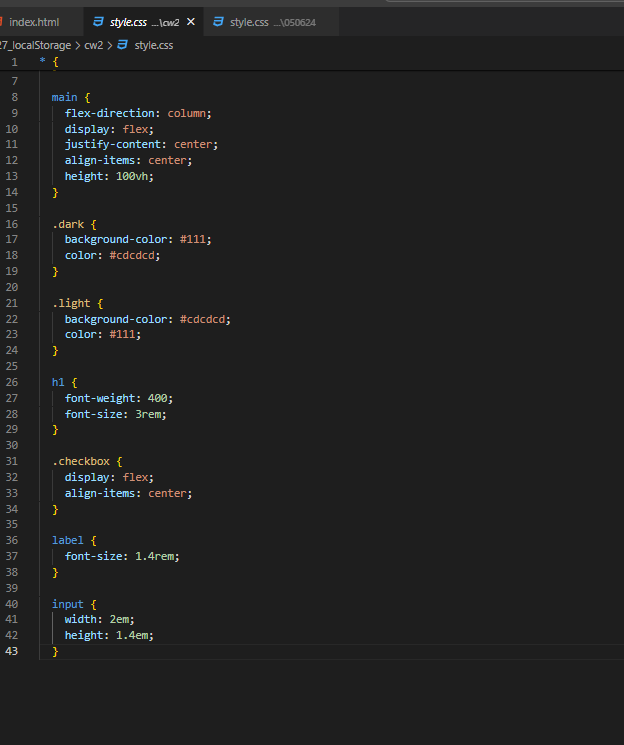 index.html style.css ...\cw2 style.css ...\050624
27_localStorage > cw2 > style.css
1 * {
7
8 main {
9 flex-direction: column;
10 display: flex;
11 justify-content: center;
12 align-items: center;
13 height: 100vh;
14 }
15
16 .dark {
17 background-color: #111;
18 color: #cdcdcd;
19 }
20
21 .light {
22 background-color: #cdcdcd;
23 color: #111;
24 }
25
26 h1 {
27 font-weight: 400;
28 font-size: 3rem;
29 }
30
31 .checkbox {
32 display: flex;
33 align-items: center;
34 }
35
36 label {
37 font-size: 1.4rem;
38 }
39
40 input {
41 width: 2em;
42 height: 1.4em;
43 }